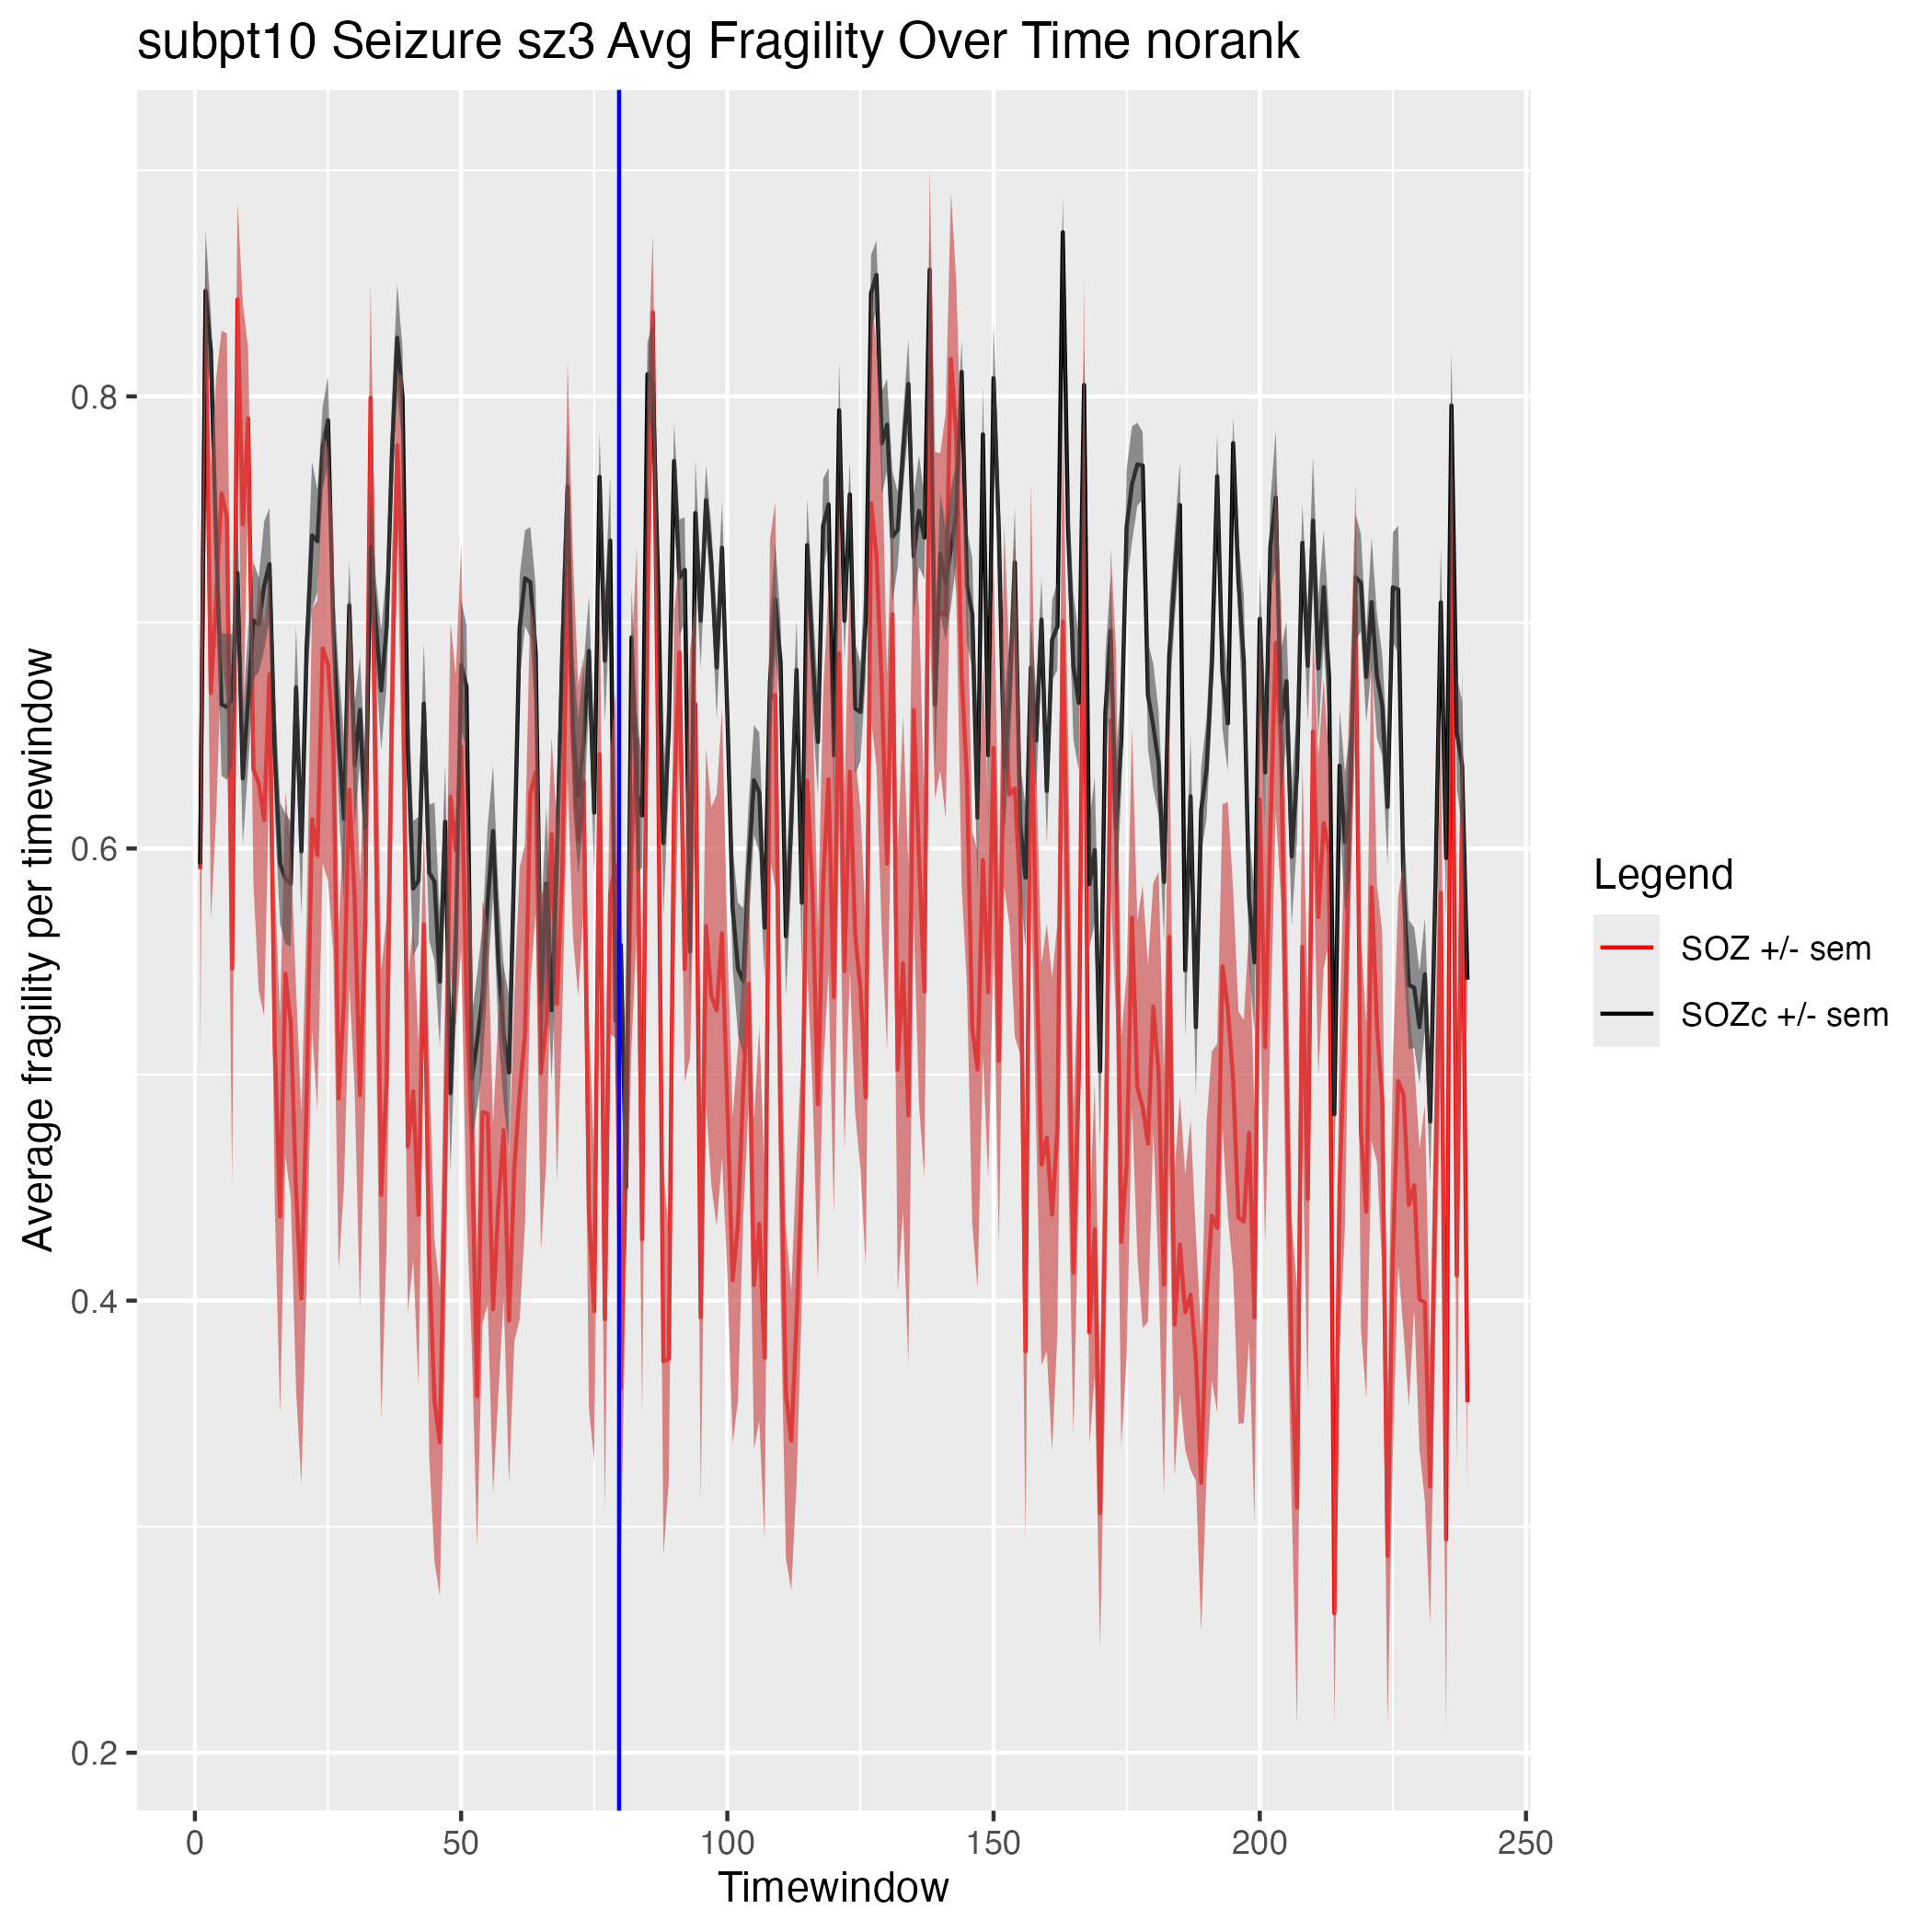 subpt10 Seizure sz3 Avg Fragility Over Time norank
Average fragility per timewindow
0.8
0.6
0.4
0.2
0 50 100 150 200 250
Timewindow
Legend
SOZ +/- sem
SOZc +/- sem